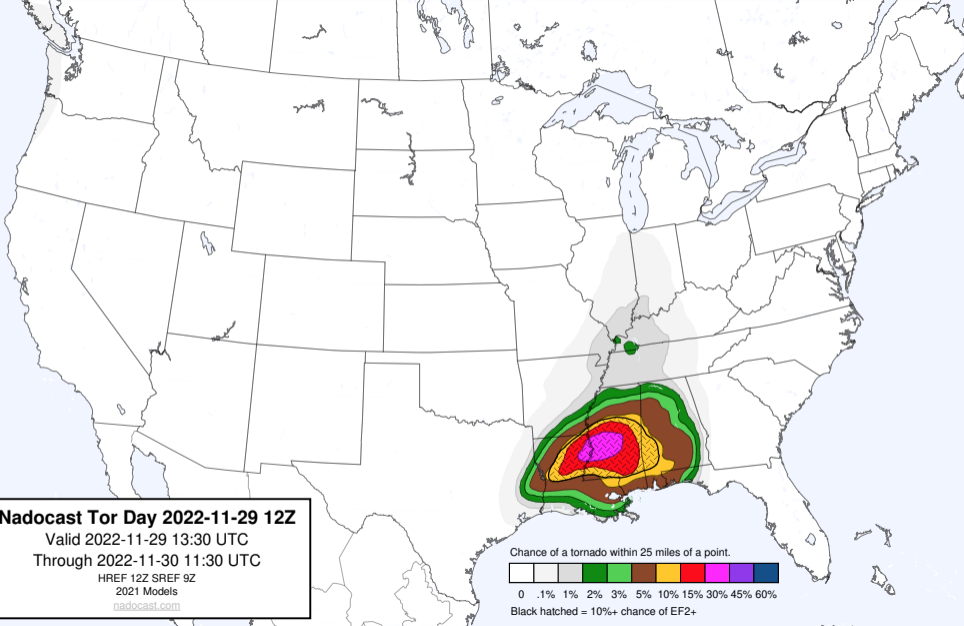 Nadocast Tor Day 2022-11-29 12Z
Valid 2022-11-29 13:30 UTC
Through 2022-11-30 11:30 UTC
HREF 12Z SREF 9Z
2021 Models
nadocast.com
Chance of a tornado within 25 miles of a point.
0 .1% 1% 2% 3% 5% 10% 15% 30% 45% 60%
Black hatched = 10%+ chance of EF2+